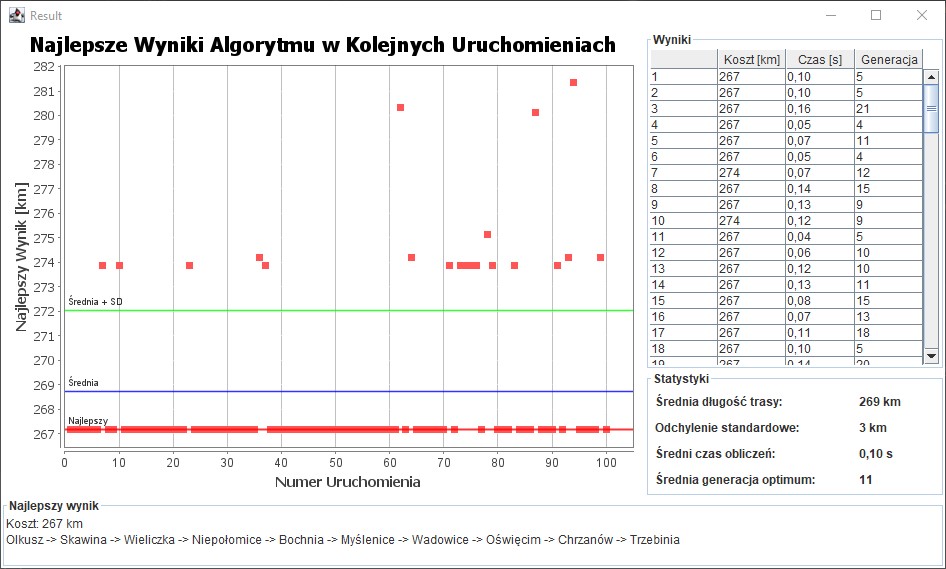 Result
Najlepsze Wyniki Algorytmu w Kolejnych Uruchomieniach
Najlepszy Wynik [km]
282
281
280
279
278
277
276
275
274
273
272
271
270
269
268
267
Średnia + SD
Średnia
Najlepszy
0 10 20 30 40 50 60 70 80 90 100
Numer Uruchomienia
Wyniki
Koszt [km] Czas [s] Generacja
1 267 0,10 5
2 267 0,10 5
3 267 0,16 21
4 267 0,05 4
5 267 0,07 11
6 267 0,05 4
7 274 0,07 12
8 267 0,14 15
9 267 0,13 9
10 274 0,12 9
11 267 0,04 5
12 267 0,06 10
13 267 0,12 10
14 267 0,13 11
15 267 0,08 15
16 267 0,07 13
17 267 0,11 18
18 267 0,10 5
19 267 0,14 20
Statystyki
Średnia długość trasy: 269 km
Odchylenie standardowe: 3 km
Średni czas obliczeń: 0,10 s
Średnia generacja optimum: 11
Najlepszy wynik
Koszt: 267 km
Olkusz -> Skawina -> Wieliczka -> Niepołomice -> Bochnia -> Myślenice -> Wadowice -> Oświęcim -> Chrzanów -> Trzebinia